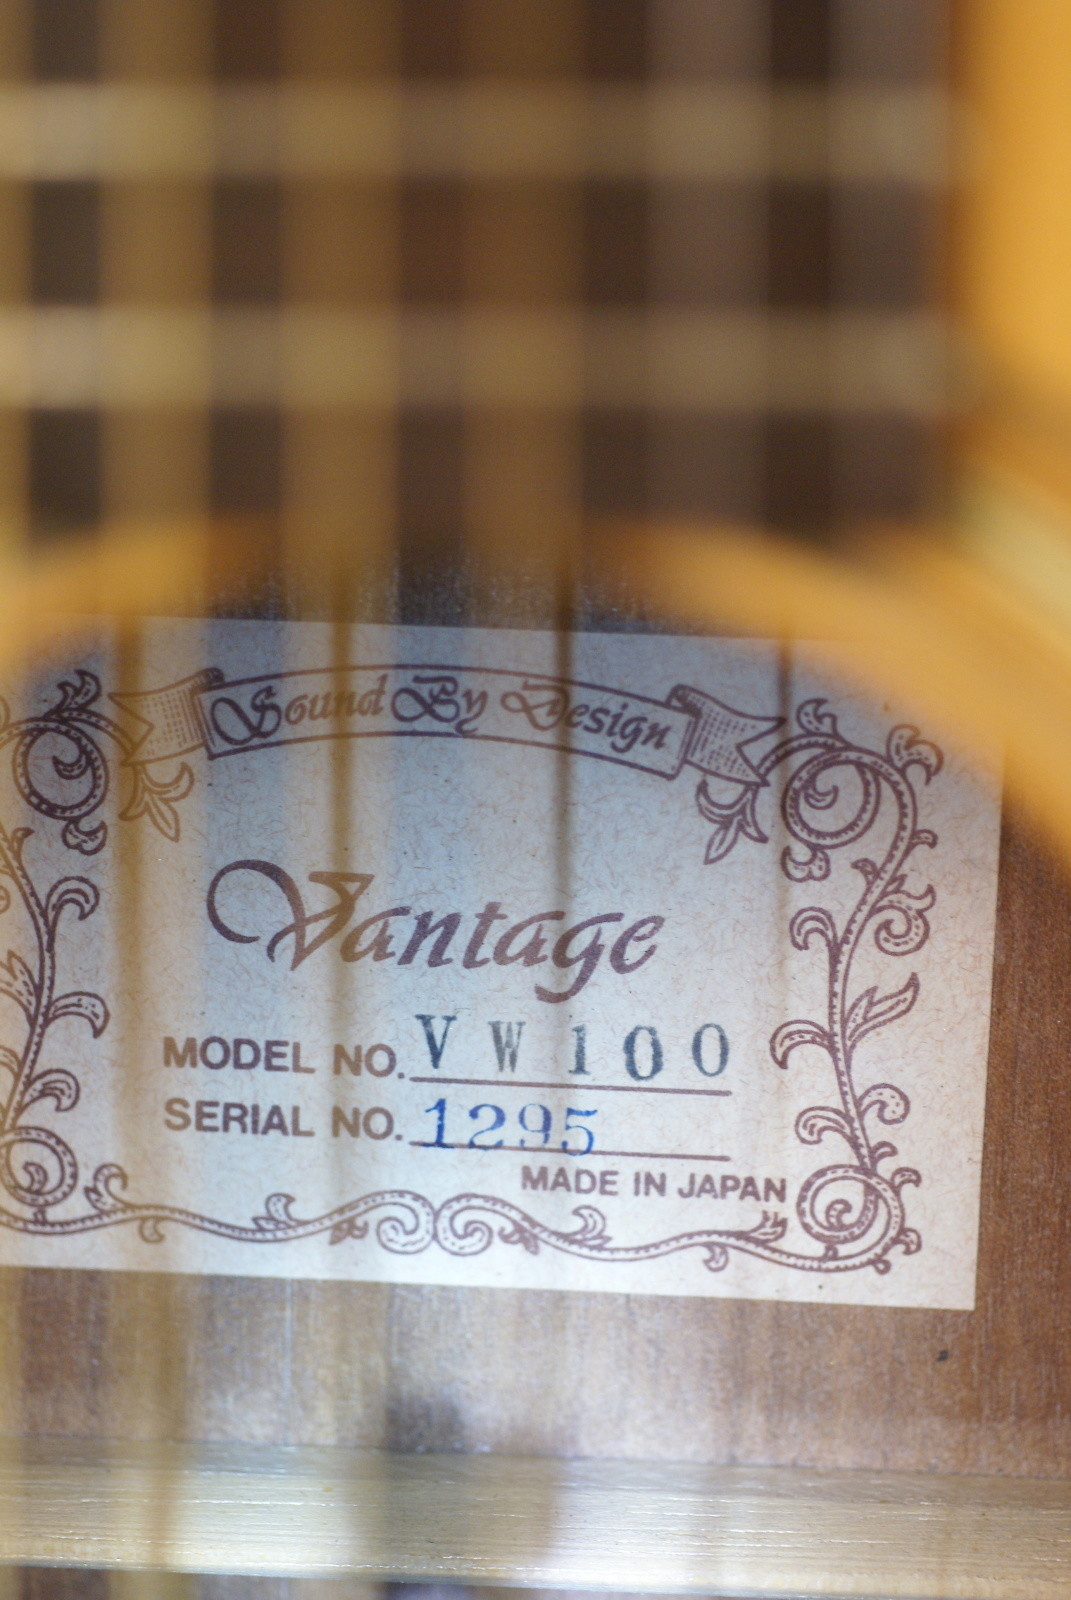 Sound By Design
Vantage
MODEL NO. VW100
SERIAL NO. 1295
MADE IN JAPAN